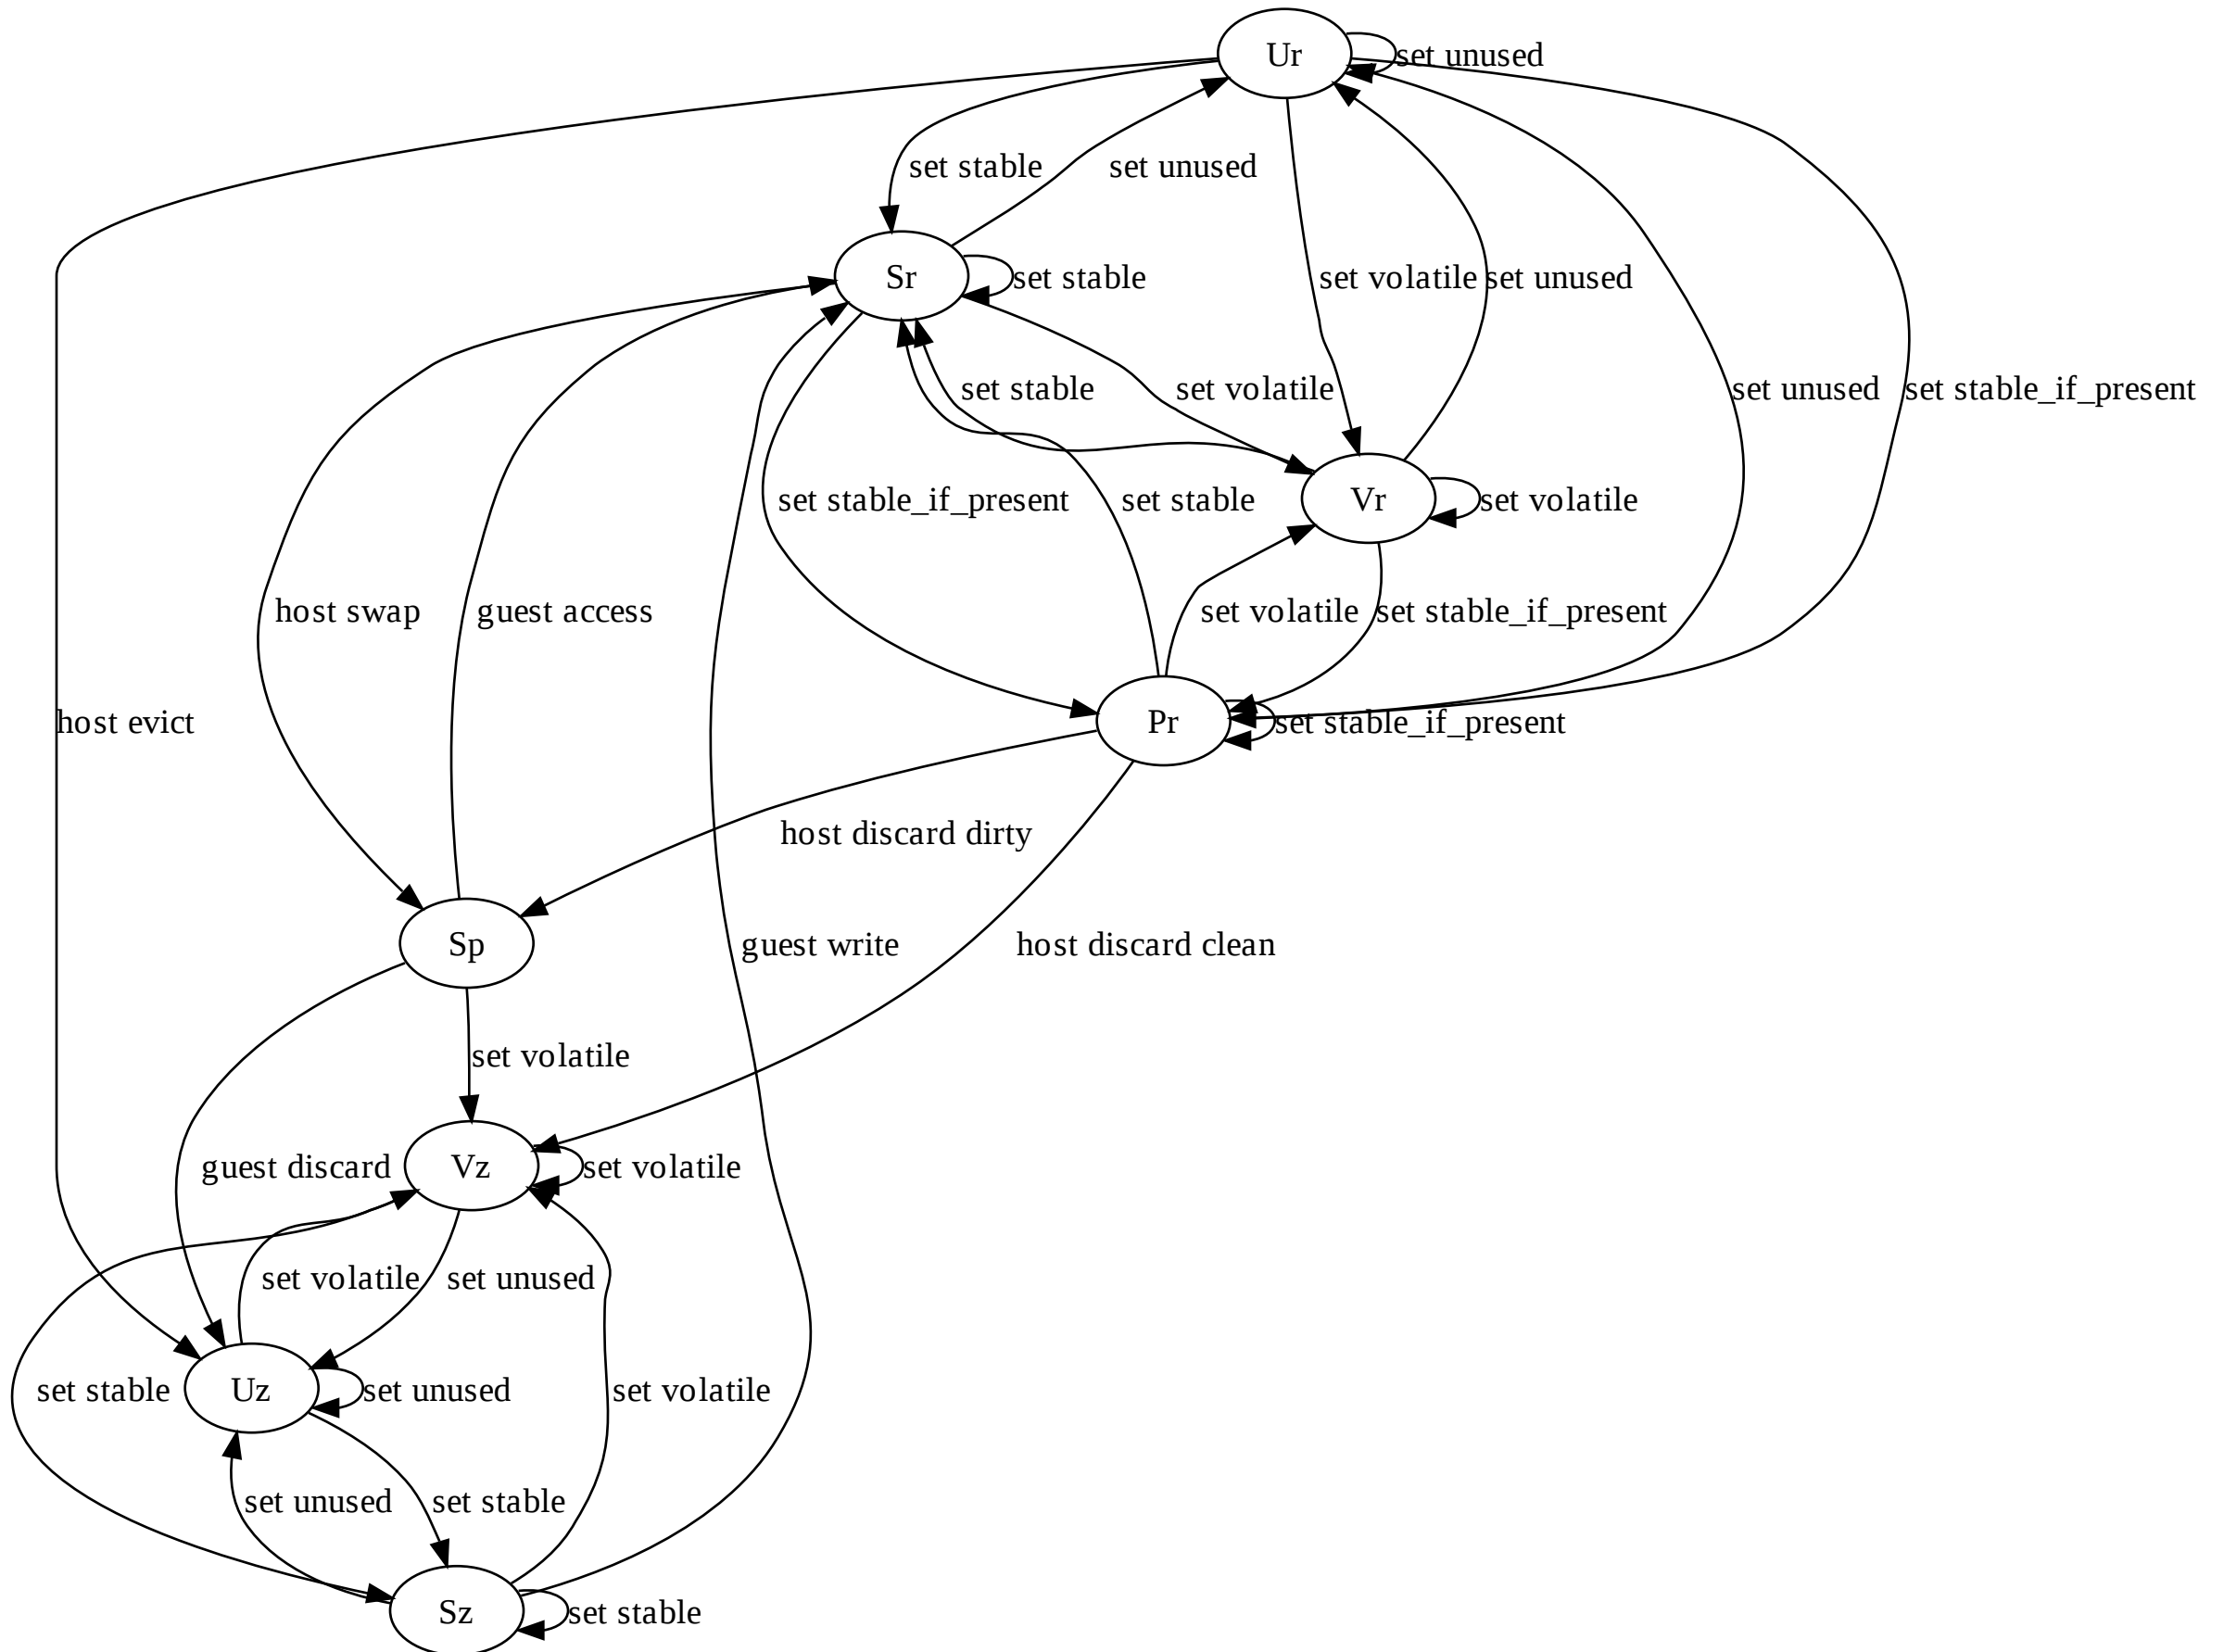 Ur
set unused
set stable
set unused
Sr
set stable
set volatile
set unused
set stable
set volatile
set unused
set stable_if_present
set stable_if_present
set stable
Vr
set volatile
host swap
guest access
set volatile
set stable_if_present
host evict
Pr
set stable_if_present
host discard dirty
Sp
guest write
host discard clean
set volatile
guest discard
Vz
set volatile
set volatile
set unused
set stable
Uz
set unused
set volatile
set unused
set stable
Sz
set stable